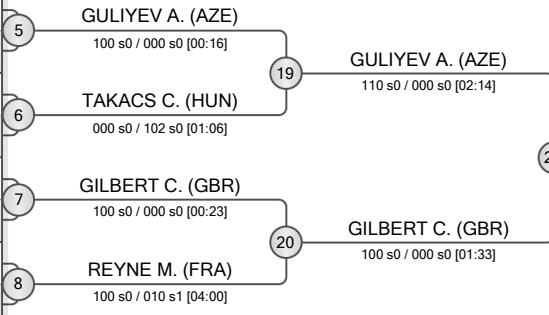 5
GULIYEV A. (AZE)
100 s0 / 000 s0 [00:16]
19
GULIYEV A. (AZE)
110 s0 / 000 s0 [02:14]
6
TAKACS C. (HUN)
000 s0 / 102 s0 [01:06]
7
GILBERT C. (GBR)
100 s0 / 000 s0 [00:23]
20
GILBERT C. (GBR)
100 s0 / 000 s0 [01:33]
8
REYNE M. (FRA)
100 s0 / 010 s1 [04:00]